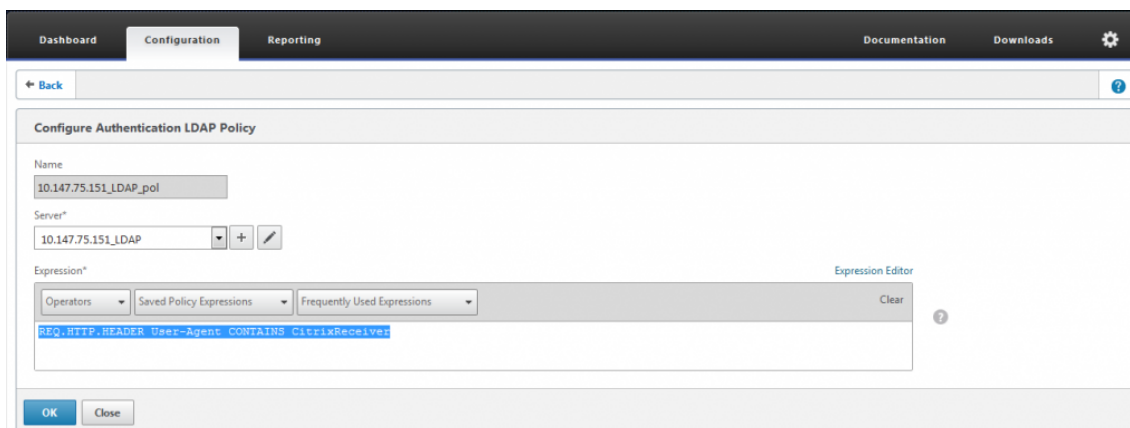 Dashboard Configuration Reporting Documentation Downloads
Back
Configure Authentication LDAP Policy
Name
10.147.75.151_LDAP_pol
Server*
10.147.75.151_LDAP
Expression* Expression Editor
Operators Saved Policy Expressions Frequently Used Expressions Clear
REQ.HTTP.HEADER User-Agent CONTAINS CitrixReceiver
OK Close